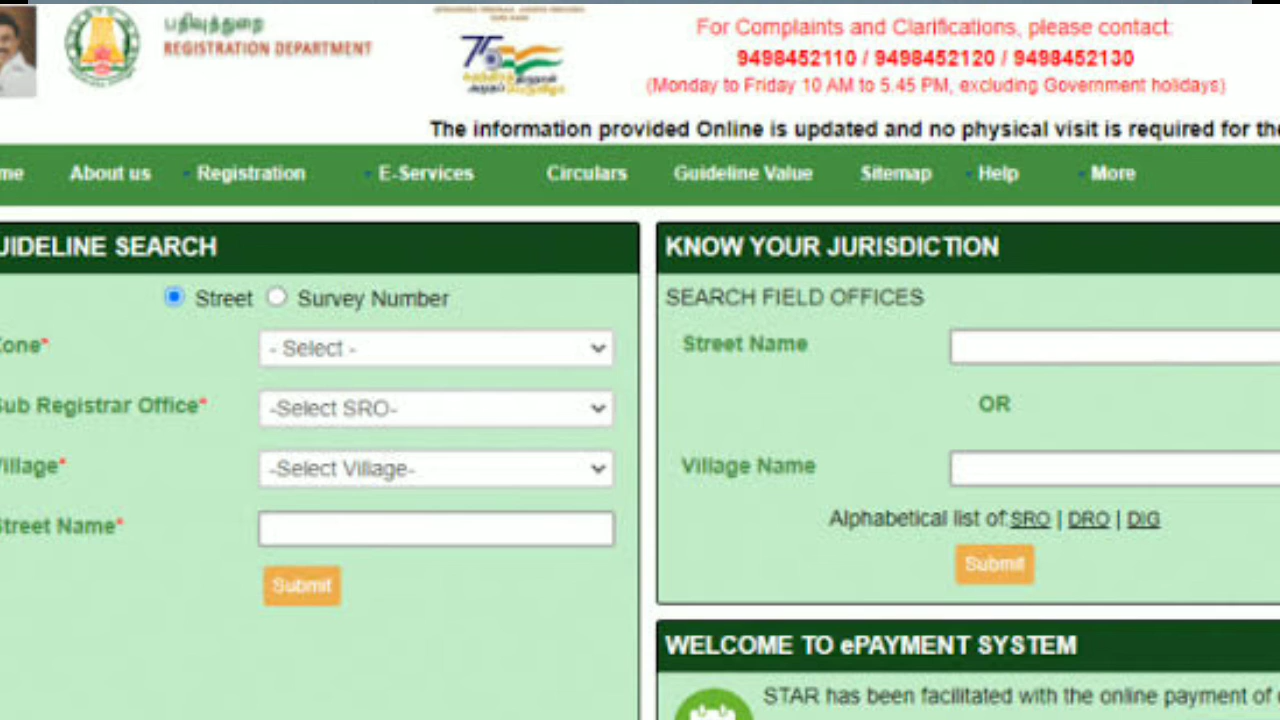 பதிவுத்துறை
REGISTRATION DEPARTMENT
75
For Complaints and Clarifications, please contact
9498452110 / 9498452120 / 9498452130
(Monday to Friday 10 AM to 5.45 PM, excluding Government holidays)
The information provided Online is updated and no physical visit is required for the
me About us Registration E-Services Circulars Guideline Value Sitemap Help More
UIDELINE SEARCH
Street Survey Number
Zone*
- Select -
Sub Registrar Office*
-Select SRO-
Village*
-Select Village-
Street Name*
Submit
KNOW YOUR JURISDICTION
SEARCH FIELD OFFICES
Street Name
OR
Village Name
Alphabetical list of SRO | DRO | DIG
Submit
WELCOME TO ePAYMENT SYSTEM
STAR has been facilitated with the online payment of